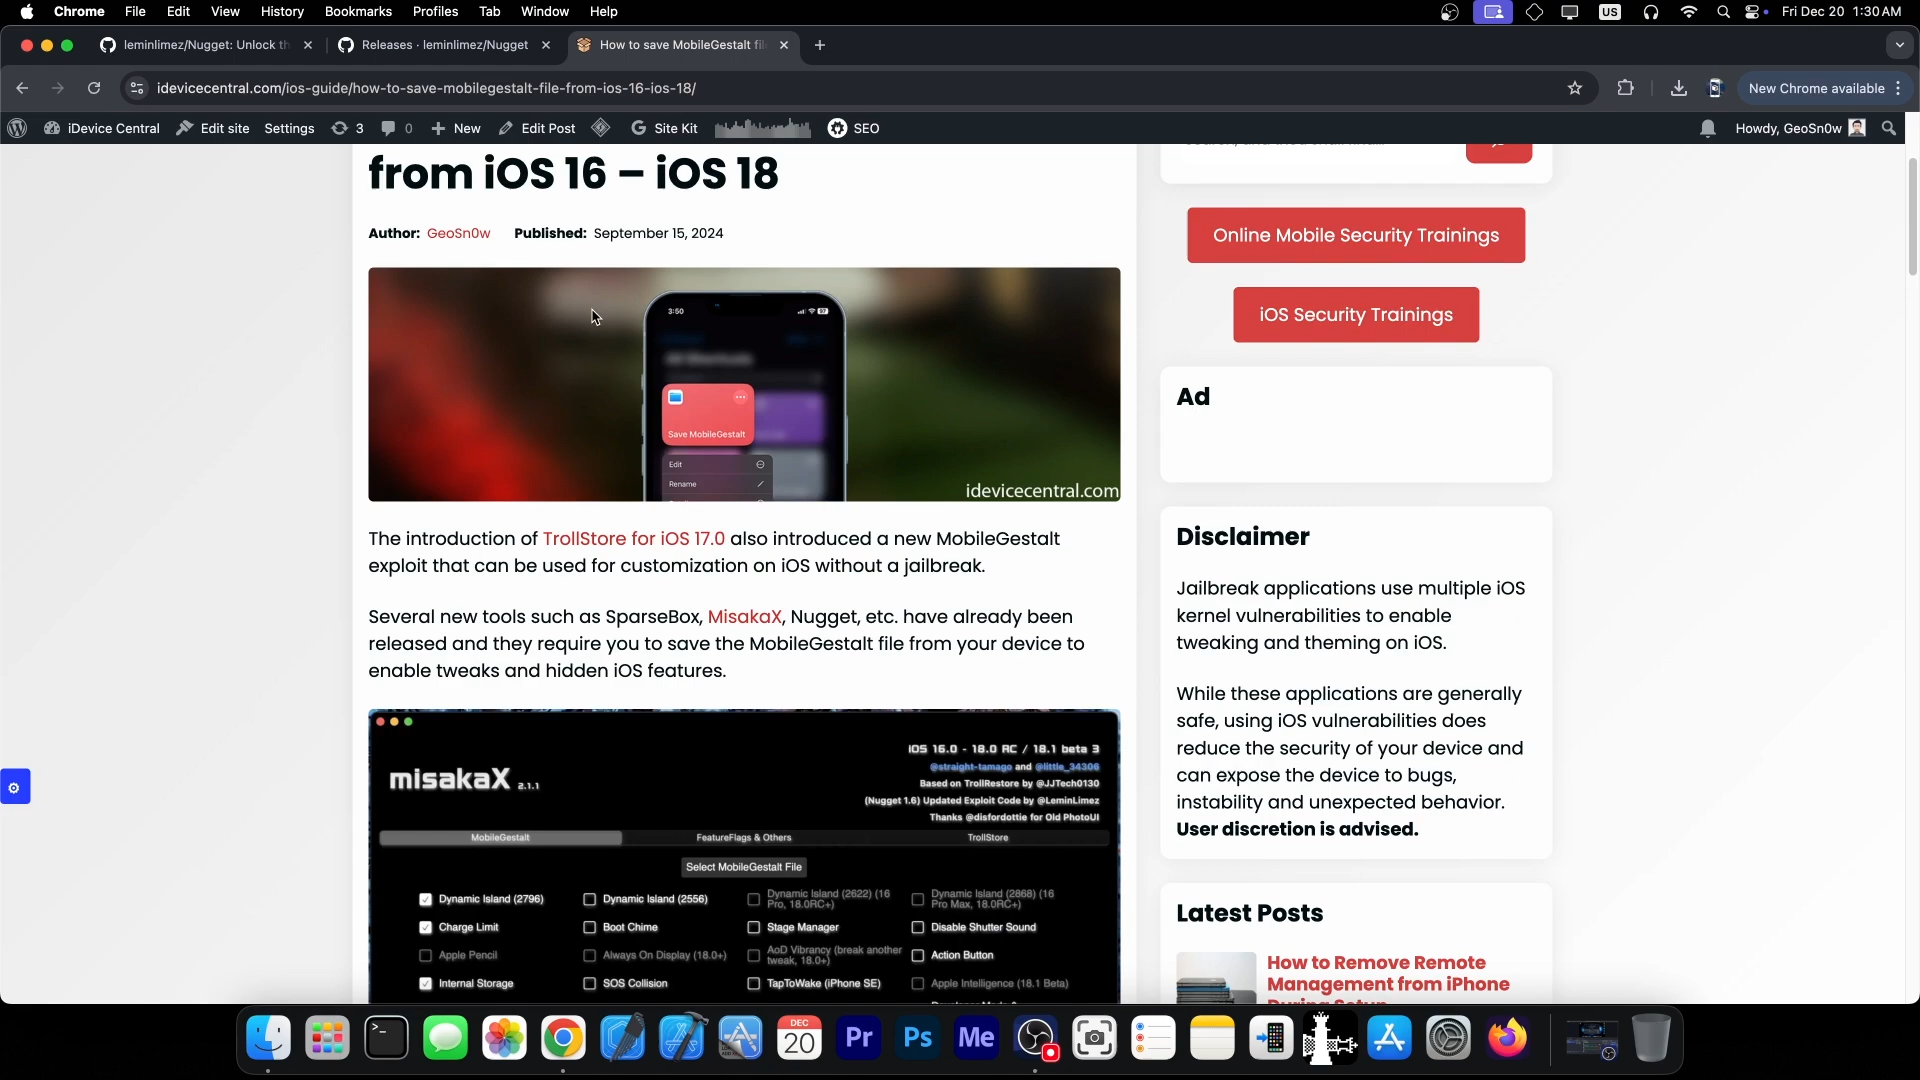 Chrome File Edit View History Bookmarks Profiles Tab Window Help US Fri Dec 20 1:30 AM
leminlimez/Nugget: Unlock th
Releases · leminlimez/Nugget
How to save MobileGestalt fil
idevicecentral.com/ios-guide/how-to-save-mobilegestalt-file-from-ios-16-ios-18/
New Chrome available
iDevice Central Edit site Settings 3 0 New Edit Post Site Kit SEO Howdy, GeoSn0w
from iOS 16 – iOS 18
Author: GeoSn0w Published: September 15, 2024
3:50
Save MobileGestalt
Edit
Rename
idevicecentral.com
The introduction of TrollStore for iOS 17.0 also introduced a new MobileGestalt
exploit that can be used for customization on iOS without a jailbreak.
Several new tools such as SparseBox, MisakaX, Nugget, etc. have already been
released and they require you to save the MobileGestalt file from your device to
enable tweaks and hidden iOS features.
misakaX 2.1.1
iOS 16.0 - 18.0 RC / 18.1 beta 3
@straight-tamago and @little_34306
Based on TrollRestore by @JJTech0130
(Nugget 1.6) Updated Exploit Code by @LeminLimez
Thanks @disfordottie for Old PhotoUI
MobileGestalt FeatureFlags & Others TrollStore
Select MobileGestalt File
Dynamic Island (2796) Dynamic Island (2556) Dynamic Island (2622) (16 Pro, 18.0RC+) Dynamic Island (2868) (16 Pro Max, 18.0RC+)
Charge Limit Boot Chime Stage Manager Disable Shutter Sound
Apple Pencil Always On Display (18.0+) AoD Vibrancy (break another tweak, 18.0+) Action Button
Internal Storage SOS Collision TapToWake (iPhone SE) Apple Intelligence (18.1 Beta)
Online Mobile Security Trainings
iOS Security Trainings
Ad
Disclaimer
Jailbreak applications use multiple iOS
kernel vulnerabilities to enable
tweaking and theming on iOS.
While these applications are generally
safe, using iOS vulnerabilities does
reduce the security of your device and
can expose the device to bugs,
instability and unexpected behavior.
User discretion is advised.
Latest Posts
How to Remove Remote
Management from iPhone
DEC
20
Pr
Ps
Me